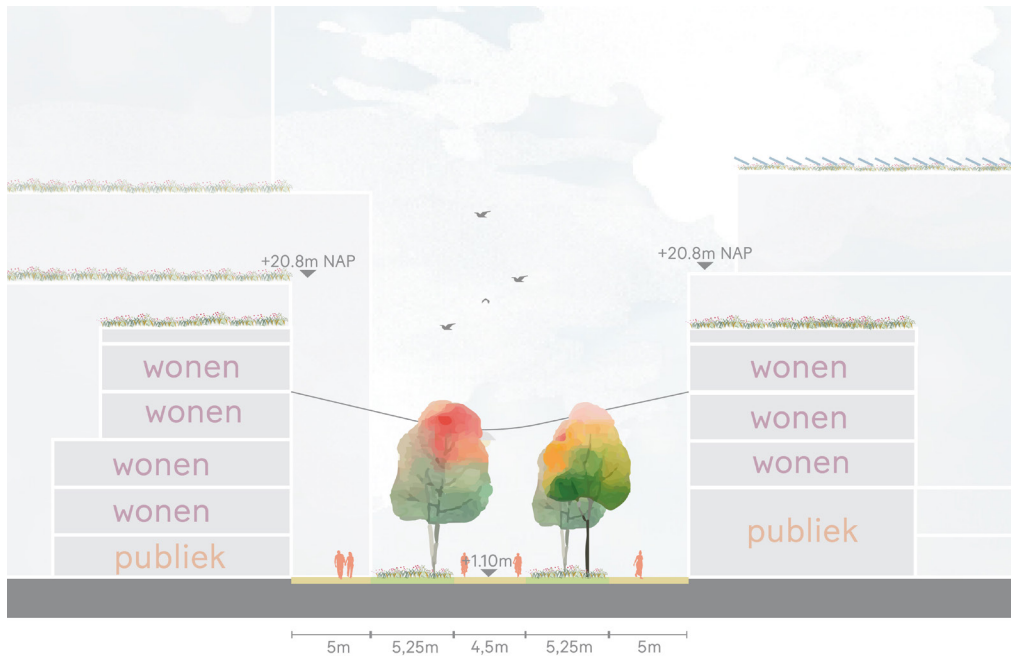 +20.8m NAP
+20.8m NAP
wonen
wonen
wonen
wonen
publiek
wonen
wonen
wonen
publiek
+1.10m
5m
5,25m
4,5m
5,25m
5m